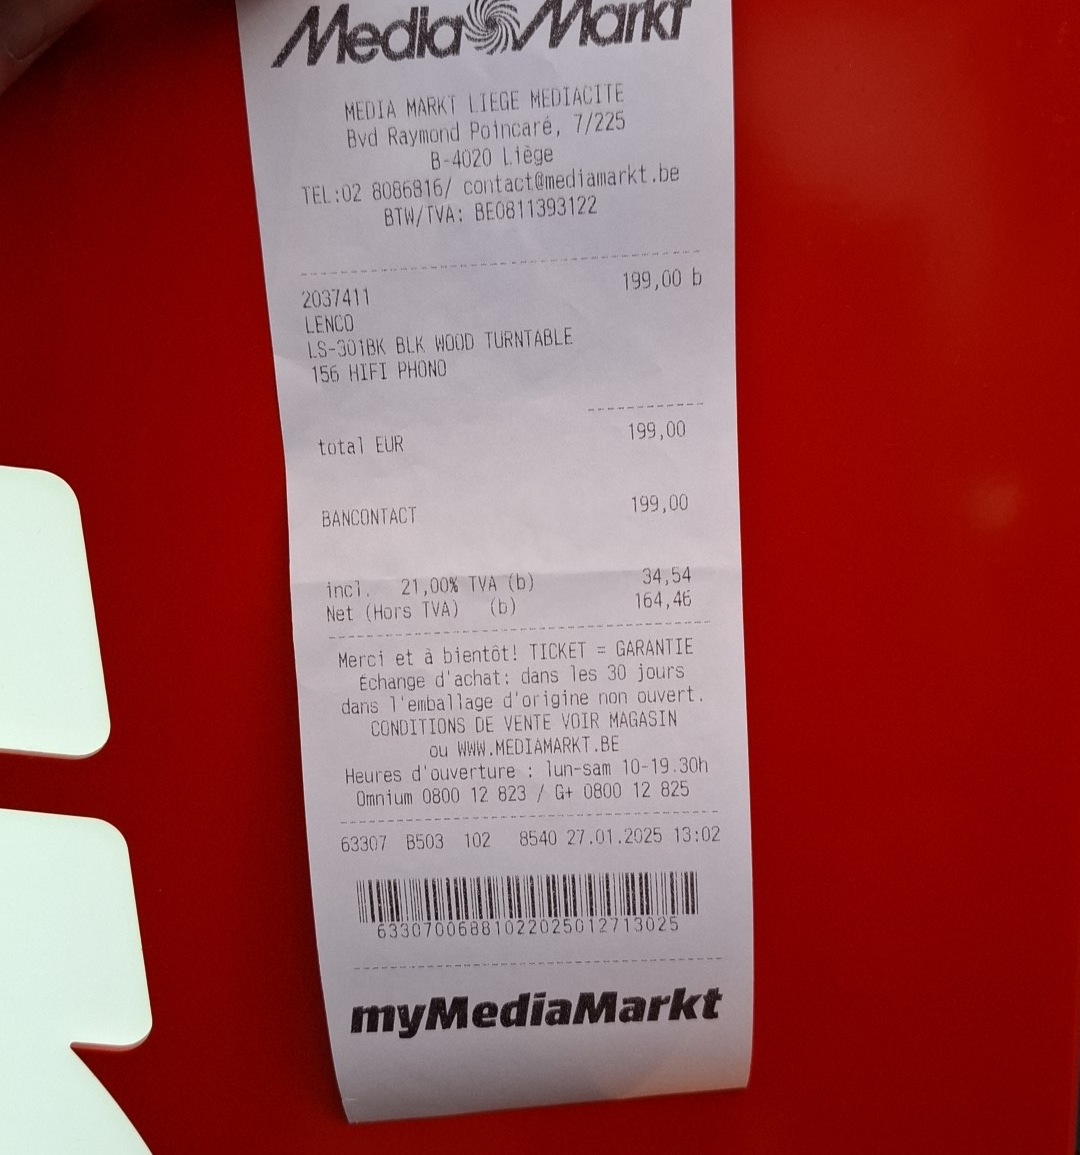 Media Markt
MEDIA MARKT LIEGE MEDIACITE
Bvd Raymond Poincaré, 7/225
B-4020 Liège
TEL:02 8086816/ contact@mediamarkt.be
BTW/TVA: BE0811393122
2037411 199,00 b
LENCO
LS-301BK BLK WOOD TURNTABLE
156 HIFI PHONO
total EUR 199,00
BANCONTACT 199,00
incl. 21,00% TVA (b) 34,54
Net (Hors TVA) (b) 164,46
Merci et à bientôt! TICKET = GARANTIE
Échange d'achat: dans les 30 jours
dans l'emballage d'origine non ouvert.
CONDITIONS DE VENTE VOIR MAGASIN
ou WWW.MEDIAMARKT.BE
Heures d'ouverture : lun-sam 10-19.30h
Omnium 0800 12 823 / G+ 0800 12 825
63307 B503 102 8540 27.01.2025 13:02
63307006881022025012713025
myMediaMarkt